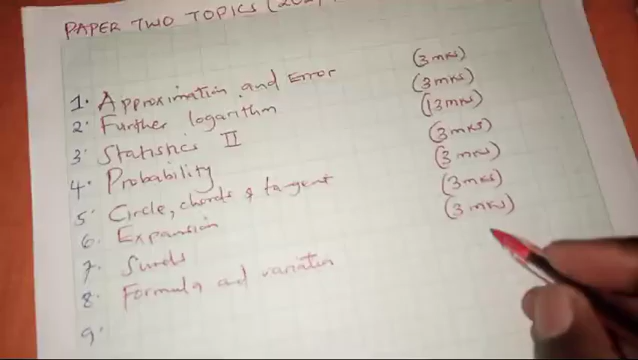 PAPER TWO TOPICS (202
1. Approximation and Error (3mks)
2. Further logarithm (3mks)
3. Statistics II (13mks)
4. Probability (3mks)
5. Circle, chords & tangent (3mks)
6. Expansion (3mks)
7. Surds (3mks)
8. Formula and variation
9.